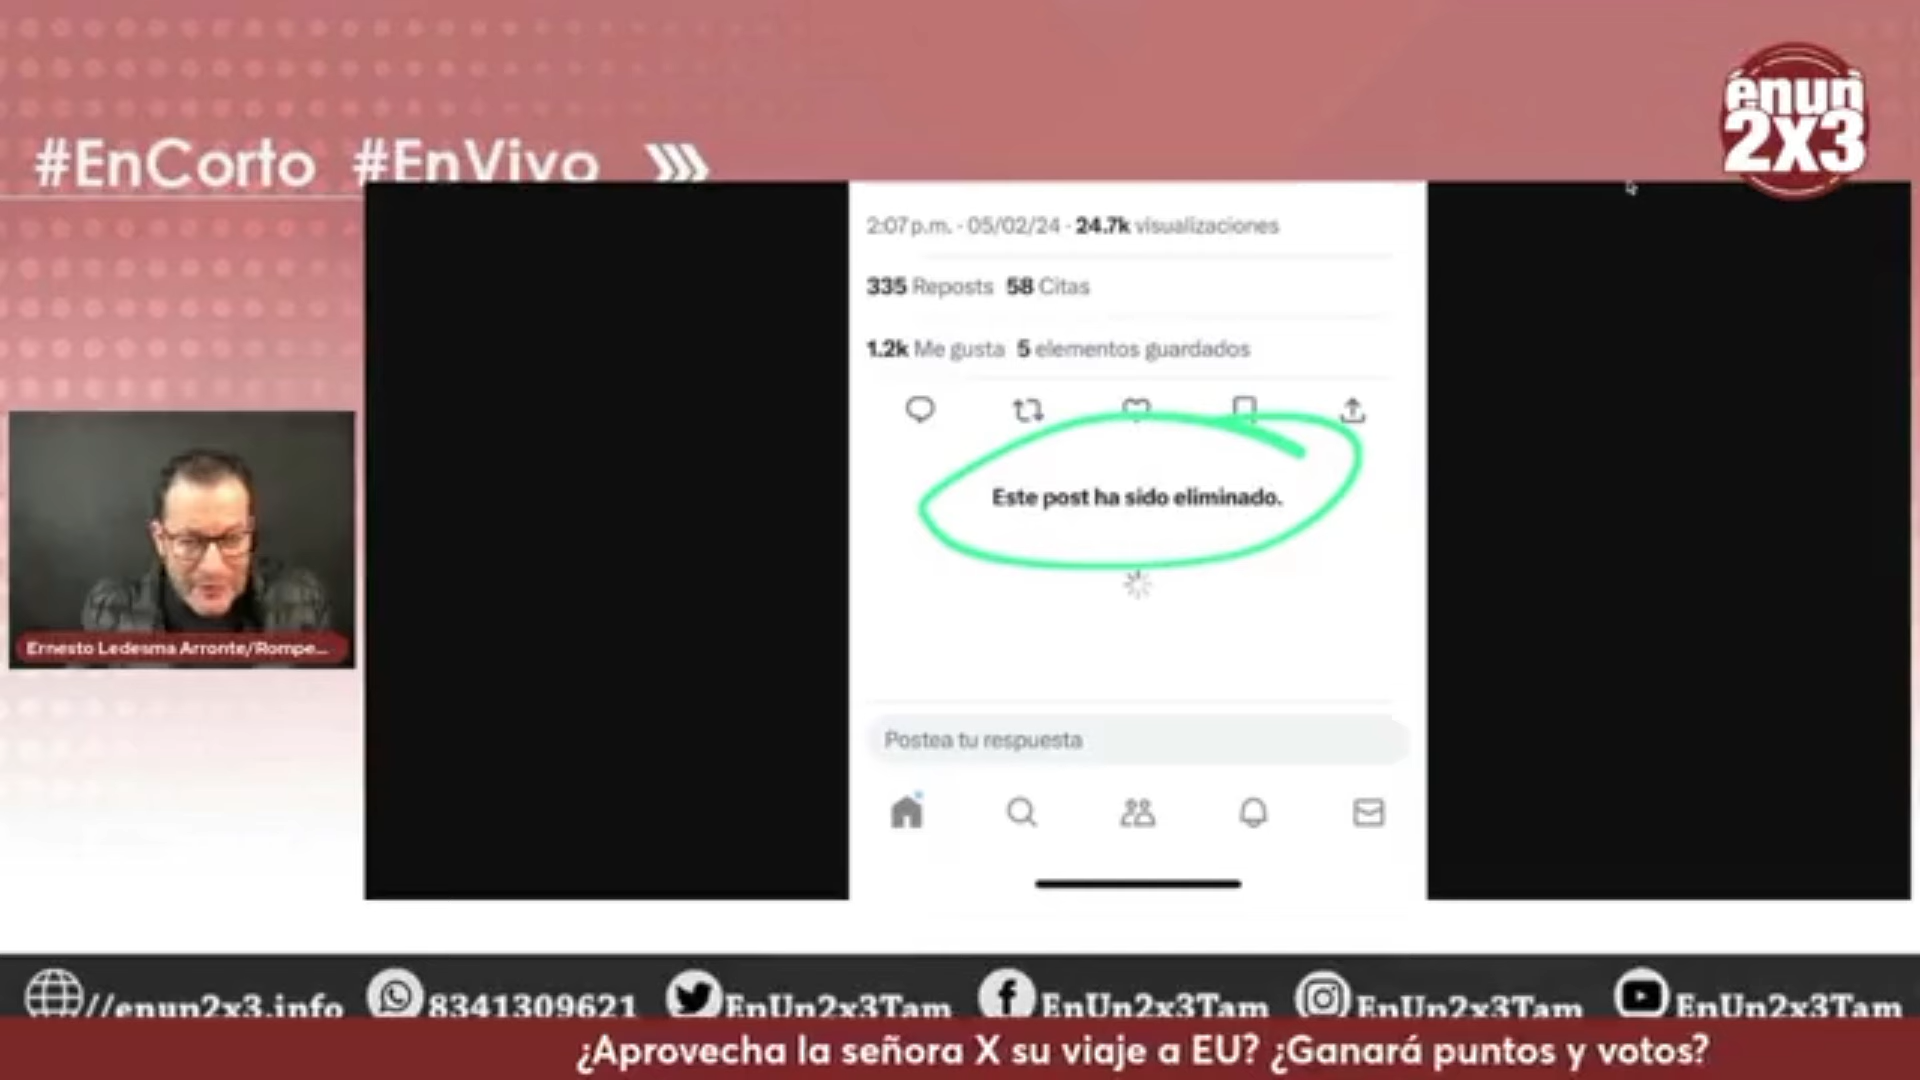 #EnCorto #EnVivo
énun
2x3
2:07 p.m. · 05/02/24 · 24.7k visualizaciones
335 Reposts 58 Citas
1.2k Me gusta 5 elementos guardados
Este post ha sido eliminado.
Ernesto Ledesma Arronte/Rompe...
Postea tu respuesta
//enun2x3.info 8341309621 EnUn2x3Tam EnUn2x3Tam EnUn2x3Tam EnUn2x3Tam
¿Aprovecha la señora X su viaje a EU? ¿Ganará puntos y votos?